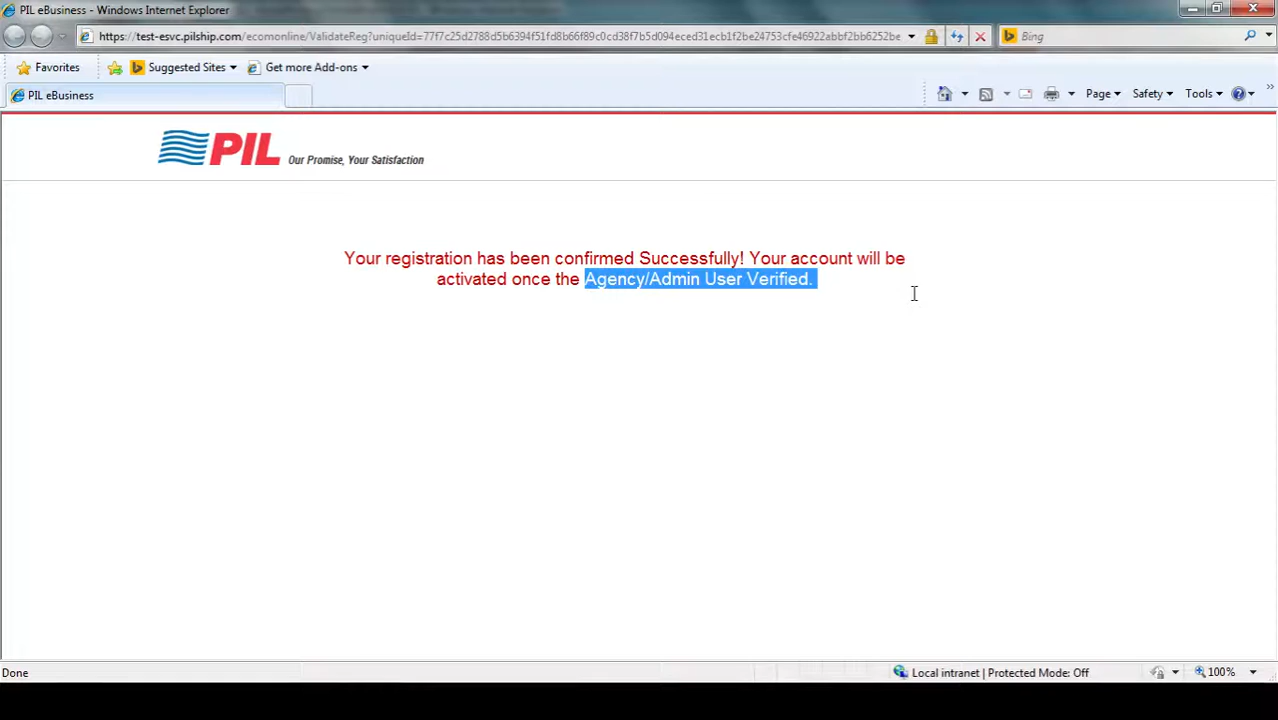 PIL eBusiness - Windows Internet Explorer
https://test-esvc.pilship.com/ecomonline/ValidateReg?uniqueId=77f7c25d2788d5b6394f51fd8b66f89c0cd38f7b5d094eced31ecb1f2be24753cfe46922abbf2bb6252be
Bing
Favorites
Suggested Sites
Get more Add-ons
PIL eBusiness
Page
Safety
Tools
PIL Our Promise, Your Satisfaction
Your registration has been confirmed Successfully! Your account will be
activated once the Agency/Admin User Verified.
Done
Local intranet | Protected Mode: Off
100%